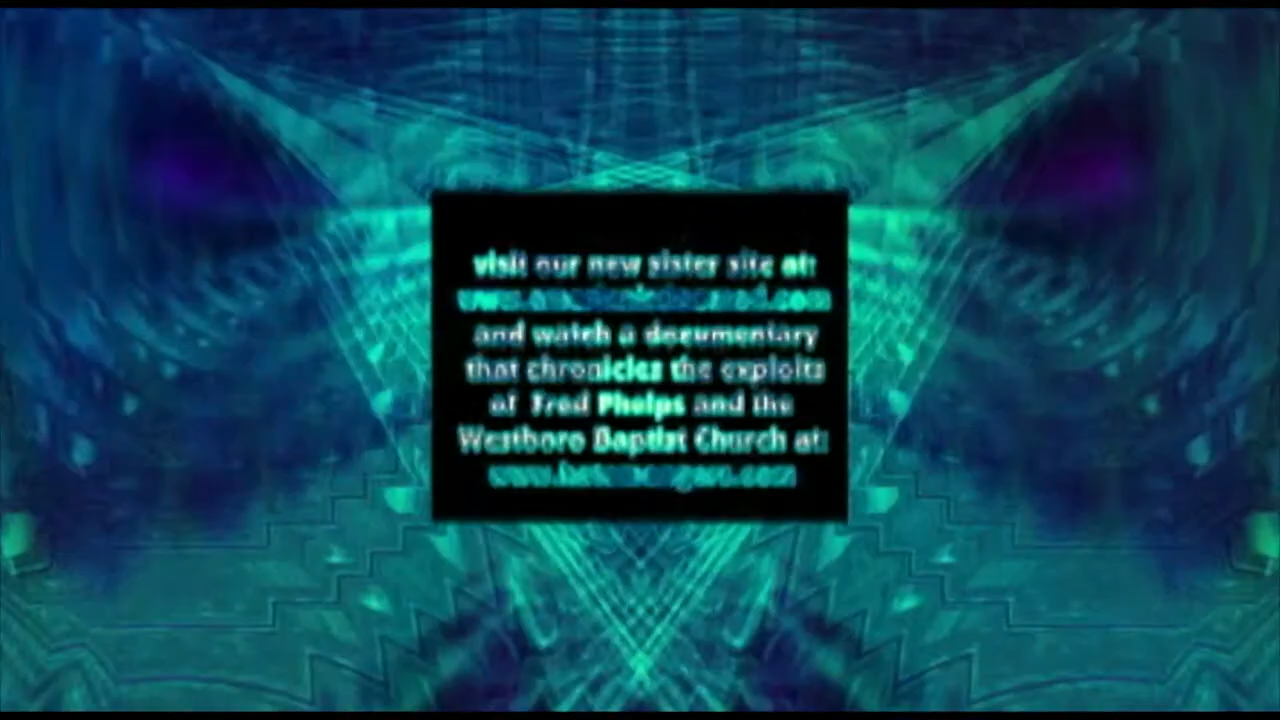 visit our new sister site at:
and watch a documentary
that chronicles the exploits
of Fred Phelps and the
Westboro Baptist Church at: